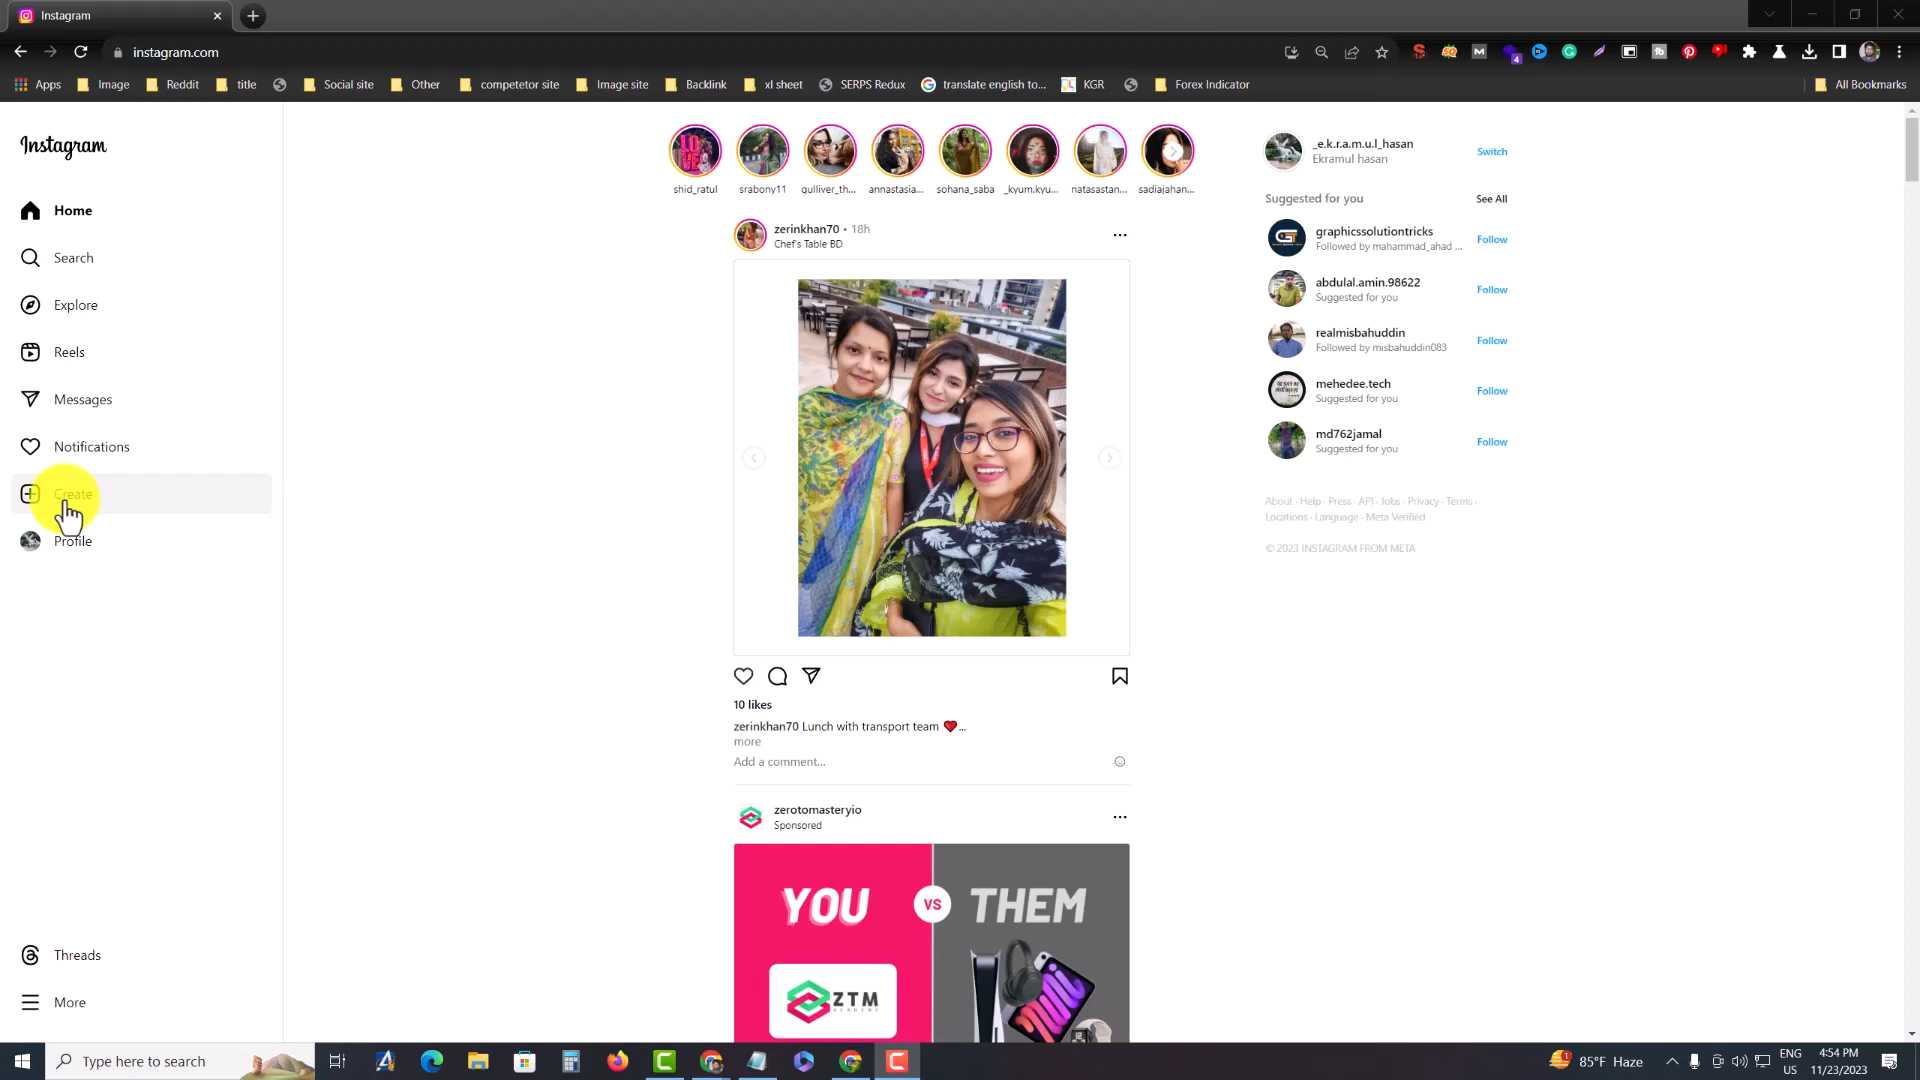 Instagram
instagram.com
Apps
Image
Reddit
title
Social site
Other
competetor site
Image site
Backlink
xl sheet
SERPS Redux
translate english to...
KGR
Forex Indicator
All Bookmarks
Instagram
Home
Search
Explore
Reels
Messages
Notifications
Create
Profile
Threads
More
LOVE
shid_ratul
srabony11
qulliver_th...
annastasia...
sohana_saba
_kyum.kyu...
natasastan...
sadiajahan...
zerinkhan70 • 18h
Chef's Table BD
10 likes
zerinkhan70 Lunch with transport team ❤️...
more
Add a comment...
zerotomasteryio
Sponsored
YOU VS THEM
ZTM
ACADEMY
_e.k.r.a.m.u.l_hasan
Ekramul hasan
Switch
Suggested for you
See All
graphicssolutiontricks
Followed by mahammad_ahad ...
Follow
abdulal.amin.98622
Suggested for you
Follow
realmisbahuddin
Followed by misbahuddin083
Follow
mehedee.tech
Suggested for you
Follow
md762jamal
Suggested for you
Follow
About · Help · Press · API · Jobs · Privacy · Terms ·
Locations · Language · Meta Verified
© 2023 INSTAGRAM FROM META
Type here to search
85°F Haze
ENG
US
4:54 PM
11/23/2023